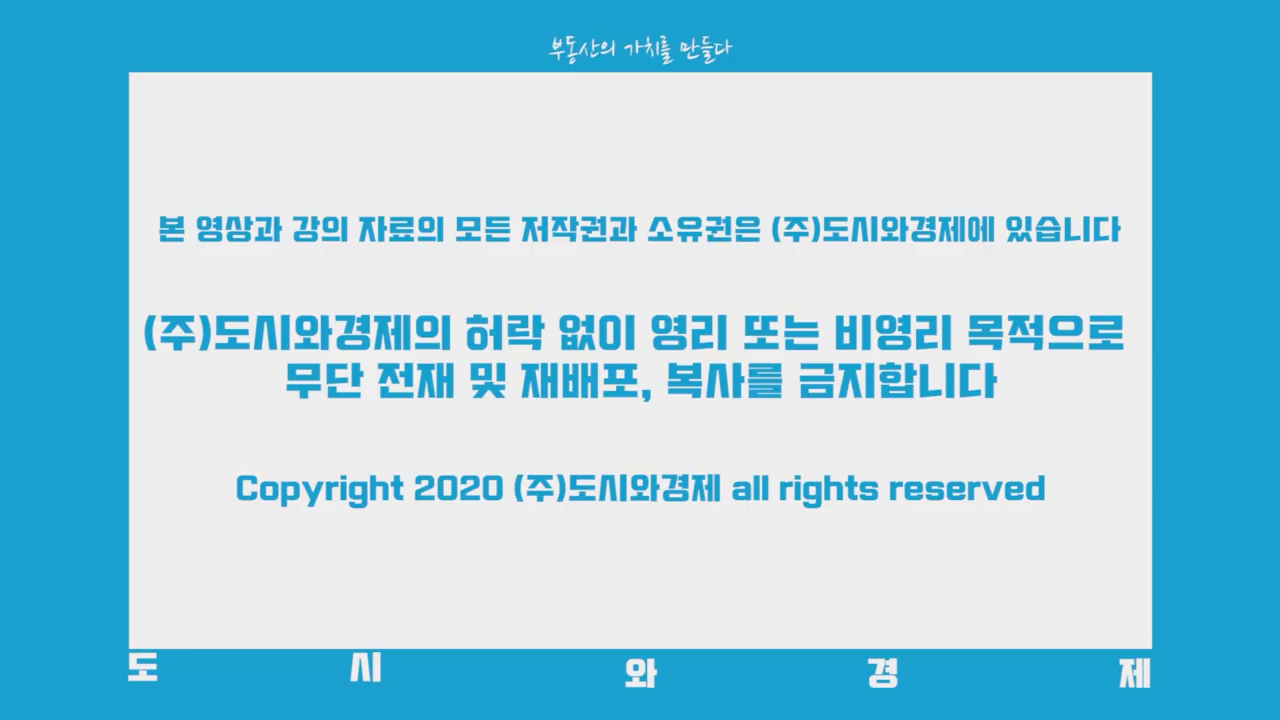 부동산의 가치를 만들다
본 영상과 강의 자료의 모든 저작권과 소유권은 (주)도시와경제에 있습니다
(주)도시와경제의 허락 없이 영리 또는 비영리 목적으로
무단 전재 및 재배포, 복사를 금지합니다
Copyright 2020 (주)도시와경제 all rights reserved
도 시 와 경 제